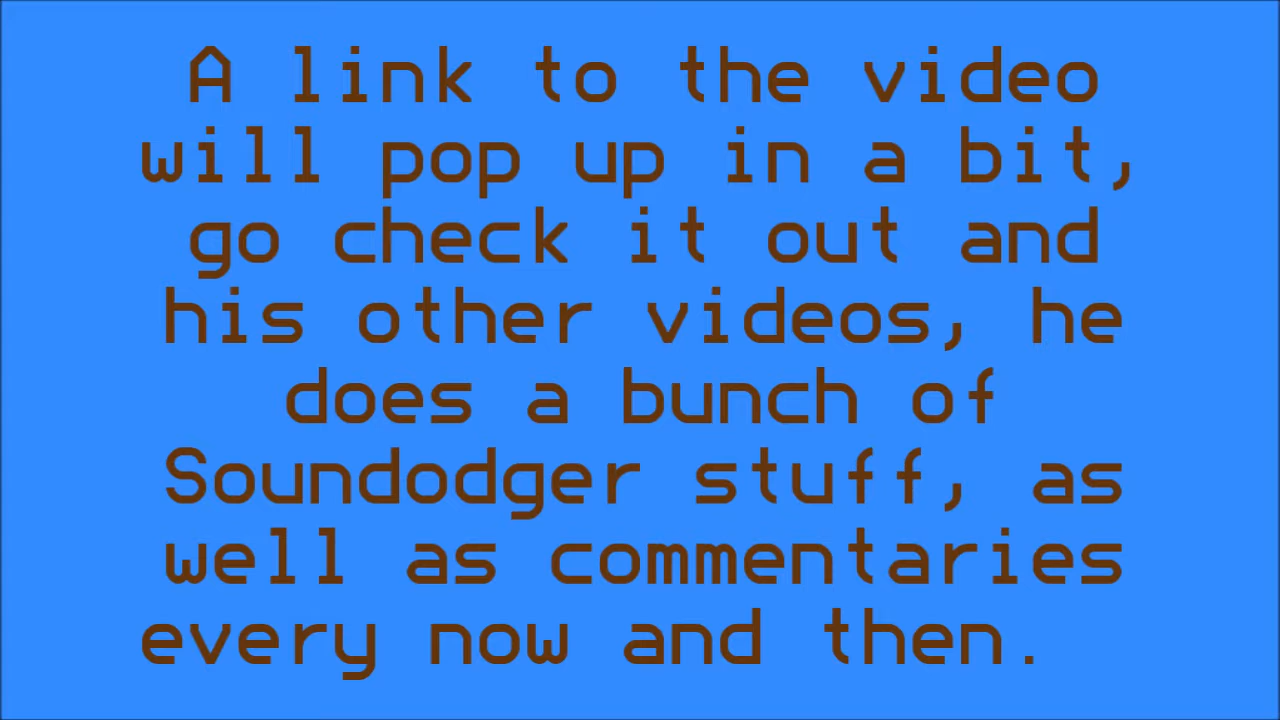 A link to the video
will pop up in a bit,
go check it out and
his other videos, he
does a bunch of
Soundodger stuff, as
well as commentaries
every now and then.